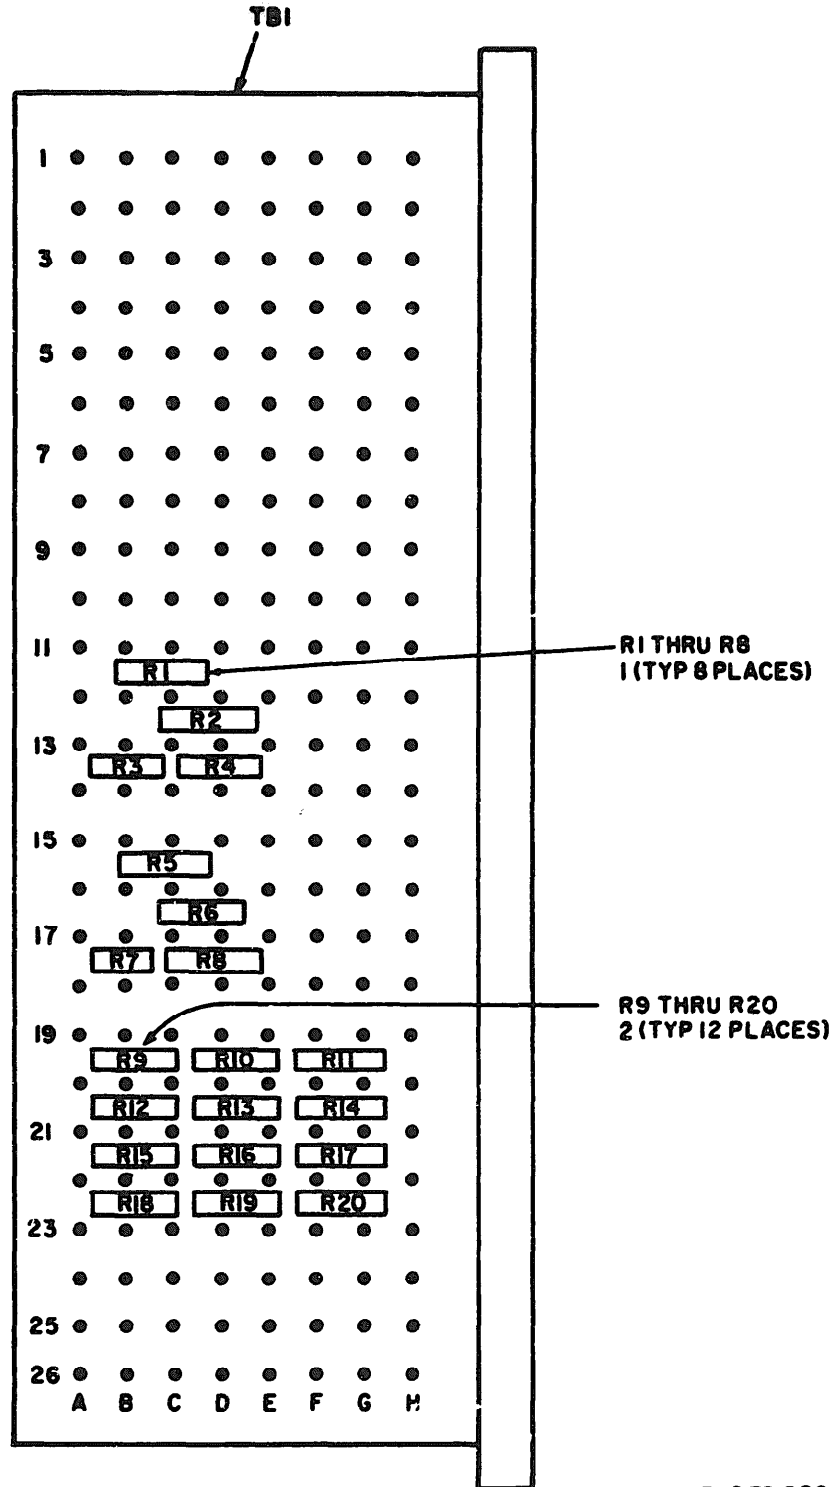 TB1
1
3
5
7
9
11
R1
R1 THRU R8
1 (TYP 8 PLACES)
R2
13
R3 R4
15
R5
R6
17
R7 R8
R9 THRU R20
2 (TYP 12 PLACES)
19
R9 R10 R11
R12 R13 R14
21
R15 R16 R17
R18 R19 R20
23
25
26
A B C D E F G H